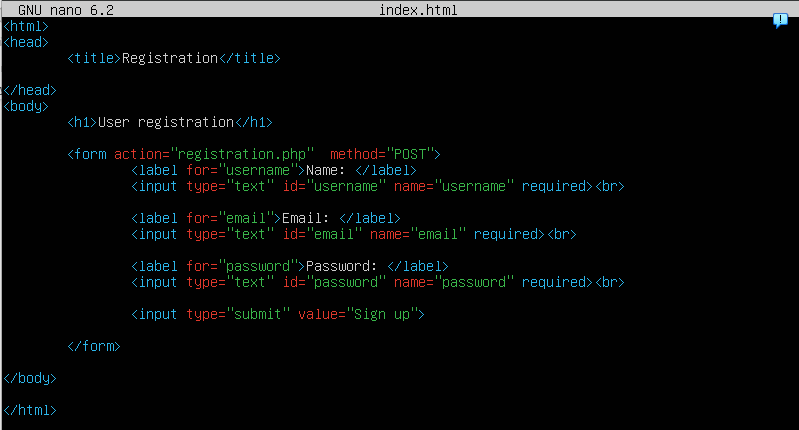 GNU nano 6.2 index.html
<html>
<head>
<title>Registration</title>
</head>
<body>
<h1>User registration</h1>
<form action="registration.php"  method="POST">
<label for="username">Name: </label>
<input type="text" id="username" name="username" required><br>
<label for="email">Email: </label>
<input type="text" id="email" name="email" required><br>
<label for="password">Password: </label>
<input type="text" id="password" name="password" required><br>
<input type="submit" value="Sign up">
</form>
</body>
</html>